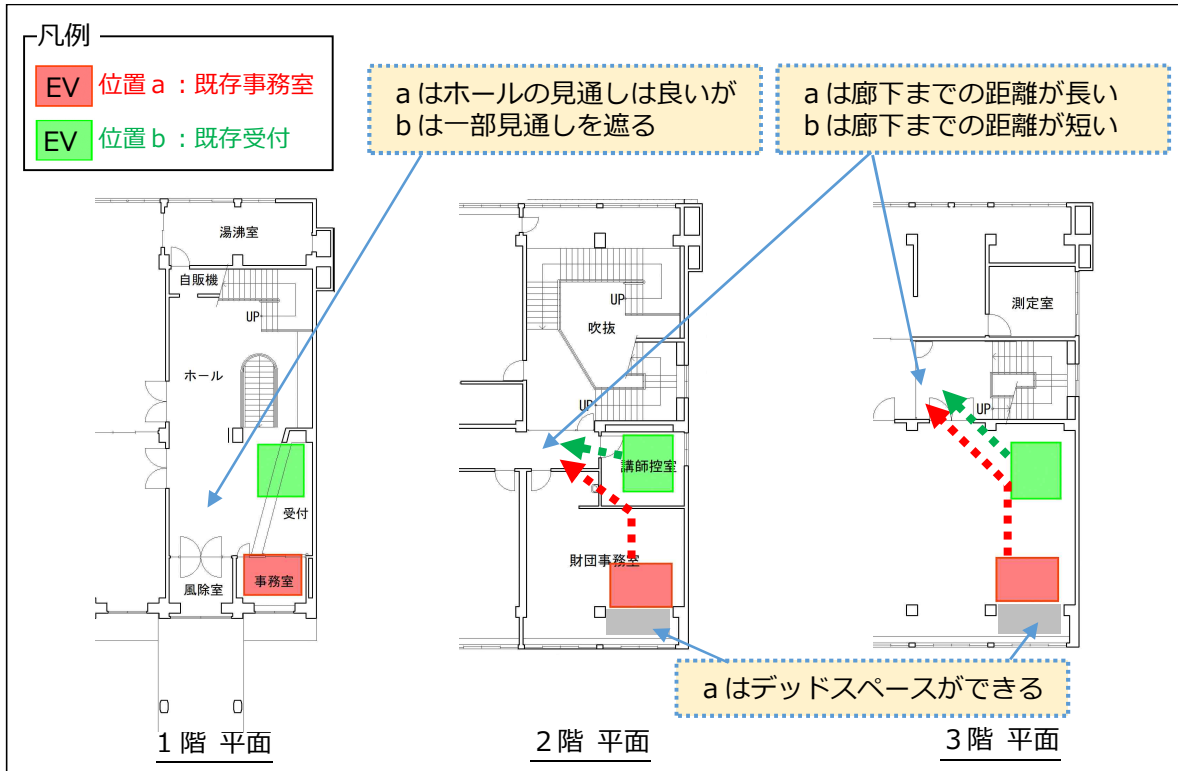 凡例
EV 位置a：既存事務室
EV 位置b：既存受付
aはホールの見通しは良いが
bは一部見通しを遮る
aは廊下までの距離が長い
bは廊下までの距離が短い
湯沸室
自販機
UP
ホール
受付
事務室
風除室
1階 平面
UP
吹抜
UP
講師控室
財団事務室
2階 平面
測定室
UP
aはデッドスペースができる
3階 平面